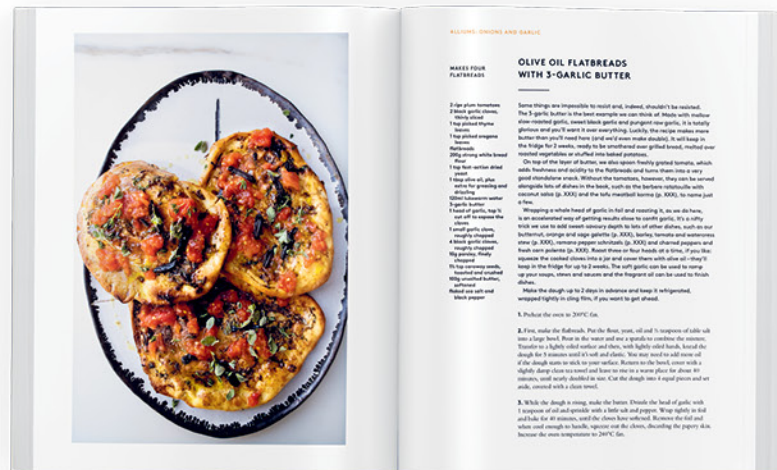 ALLIUMS: ONIONS AND GARLIC
OLIVE OIL FLATBREADS
WITH 3-GARLIC BUTTER
MAKES FOUR
FLATBREADS
2 ripe plum tomatoes
2 black garlic cloves,
thinly sliced
1 tsp picked thyme
leaves
1 tsp picked oregano
leaves
Flatbreads
200g strong white bread
flour
1 tsp fast-action dried
yeast
1 tbsp olive oil, plus
extra for greasing and
drizzling
120ml lukewarm water
3-garlic butter
1 head of garlic, top ⅕
cut off to expose the
cloves
1 small garlic clove,
roughly chopped
4 black garlic cloves,
roughly chopped
10g parsley, finely
chopped
1½ tsp caraway seeds,
toasted and crushed
100g unsalted butter,
softened
flaked sea salt and
black pepper
Some things are impossible to resist and, indeed, shouldn't be resisted.
The 3-garlic butter is the best example we can think of. Made with mellow
slow-roasted garlic, sweet black garlic and pungent raw garlic, it is totally
glorious and you'll want it over everything. Luckily, the recipe makes more
butter than you'll need here (and we'd even make double). It will keep in
the fridge for 2 weeks, ready to be smothered over grilled bread, melted over
roasted vegetables or stuffed into baked potatoes.
On top of the layer of butter, we also spoon freshly grated tomato, which
adds freshness and acidity to the flatbreads and turns them into a very
good standalone snack. Without the tomatoes, however, they can be served
alongside lots of dishes in the book, such as the berbere ratatouille with
coconut salsa (p. XXX) and the tofu meatball korma (p. XXX), to name just
a few.
Wrapping a whole head of garlic in foil and roasting it, as we do here,
is an accelerated way of getting results close to confit garlic. It's a nifty
trick we use to add sweet-savoury depth to lots of other dishes, such as our
butternut, orange and sage galette (p. XXX), barley, tomato and watercress
stew (p. XXX), romano pepper schnitzels (p. XXX) and charred peppers and
fresh corn polenta (p. XXX). Roast three or four heads at a time, if you like;
squeeze the cooked cloves into a jar and cover them with olive oil – they'll
keep in the fridge for up to 2 weeks. The soft garlic can be used to ramp
up your soups, stews and sauces and the fragrant oil can be used to finish
dishes.
Make the dough up to 2 days in advance and keep it refrigerated,
wrapped tightly in cling film, if you want to get ahead.
1. Preheat the oven to 200°C fan.
2. First, make the flatbreads. Put the flour, yeast, oil and ½ teaspoon of table salt
into a large bowl. Pour in the water and use a spatula to combine the mixture.
Transfer to a lightly oiled surface and then, with lightly oiled hands, knead the
dough for 5 minutes until it's soft and elastic. You may need to add more oil
if the dough starts to stick to your surface. Return to the bowl, cover with a
slightly damp clean tea towel and leave to rise in a warm place for about 40
minutes, until nearly doubled in size. Cut the dough into 4 equal pieces and set
aside, covered with a clean towel.
3. While the dough is rising, make the butter. Drizzle the head of garlic with
1 teaspoon of oil and sprinkle with a little salt and pepper. Wrap tightly in foil
and bake for 40 minutes, until the cloves have softened. Remove the foil and
when cool enough to handle, squeeze out the cloves, discarding the papery skin.
Increase the oven temperature to 240°C fan.